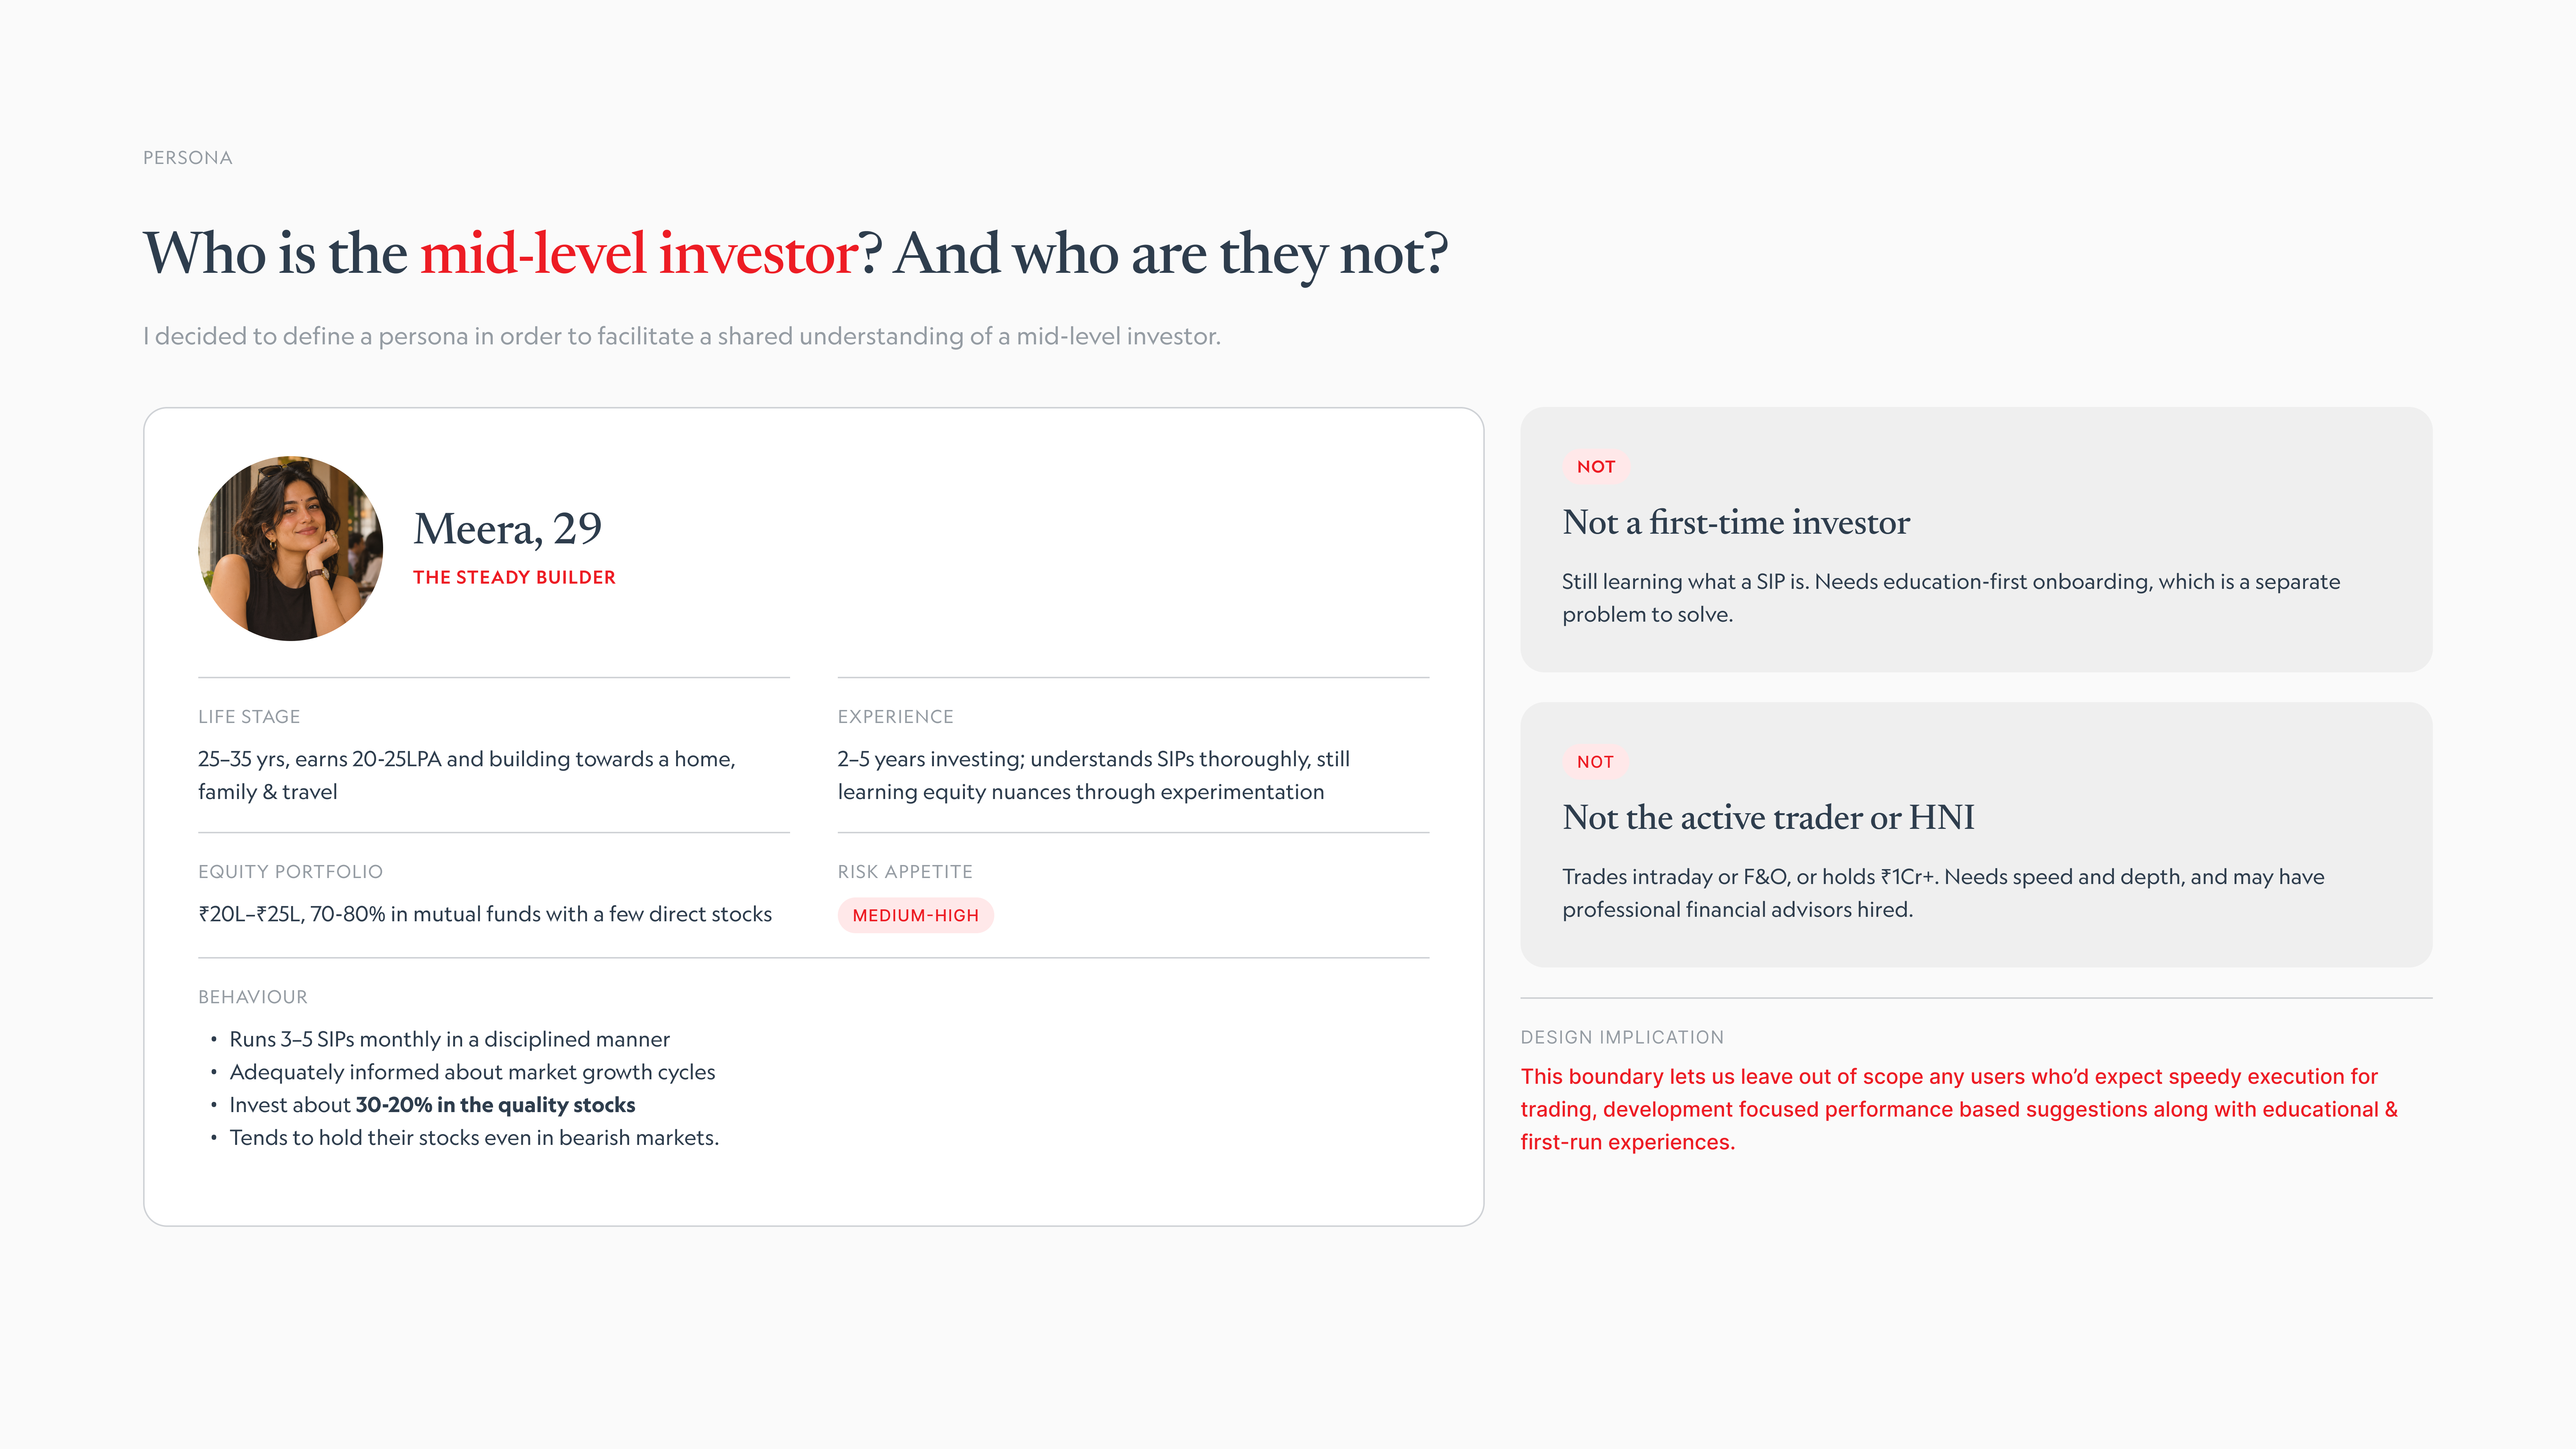 PERSONA
Who is the mid-level investor? And who are they not?
I decided to define a persona in order to facilitate a shared understanding of a mid-level investor.
Meera, 29
THE STEADY BUILDER
LIFE STAGE
25–35 yrs, earns 20-25LPA and building towards a home,
family & travel
EXPERIENCE
2–5 years investing; understands SIPs thoroughly, still
learning equity nuances through experimentation
EQUITY PORTFOLIO
₹20L–₹25L, 70-80% in mutual funds with a few direct stocks
RISK APPETITE
MEDIUM-HIGH
BEHAVIOUR
• Runs 3–5 SIPs monthly in a disciplined manner
• Adequately informed about market growth cycles
• Invest about 30-20% in the quality stocks
• Tends to hold their stocks even in bearish markets.
NOT
Not a first-time investor
Still learning what a SIP is. Needs education-first onboarding, which is a separate
problem to solve.
NOT
Not the active trader or HNI
Trades intraday or F&O, or holds ₹1Cr+. Needs speed and depth, and may have
professional financial advisors hired.
DESIGN IMPLICATION
This boundary lets us leave out of scope any users who’d expect speedy execution for
trading, development focused performance based suggestions along with educational &
first-run experiences.